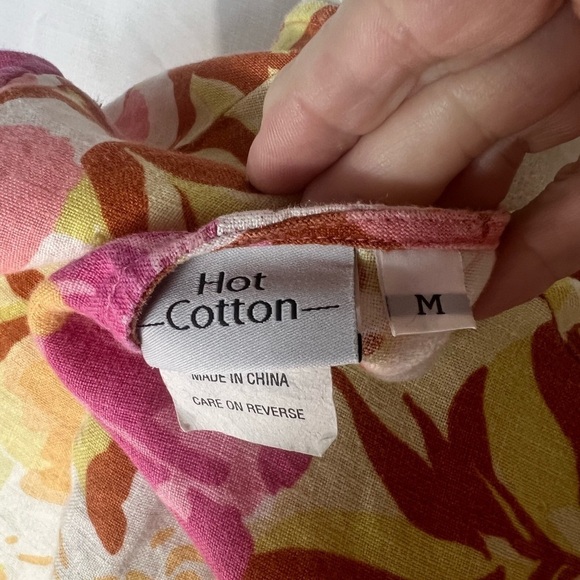 Hot
Cotton
M
MADE IN CHINA
CARE ON REVERSE